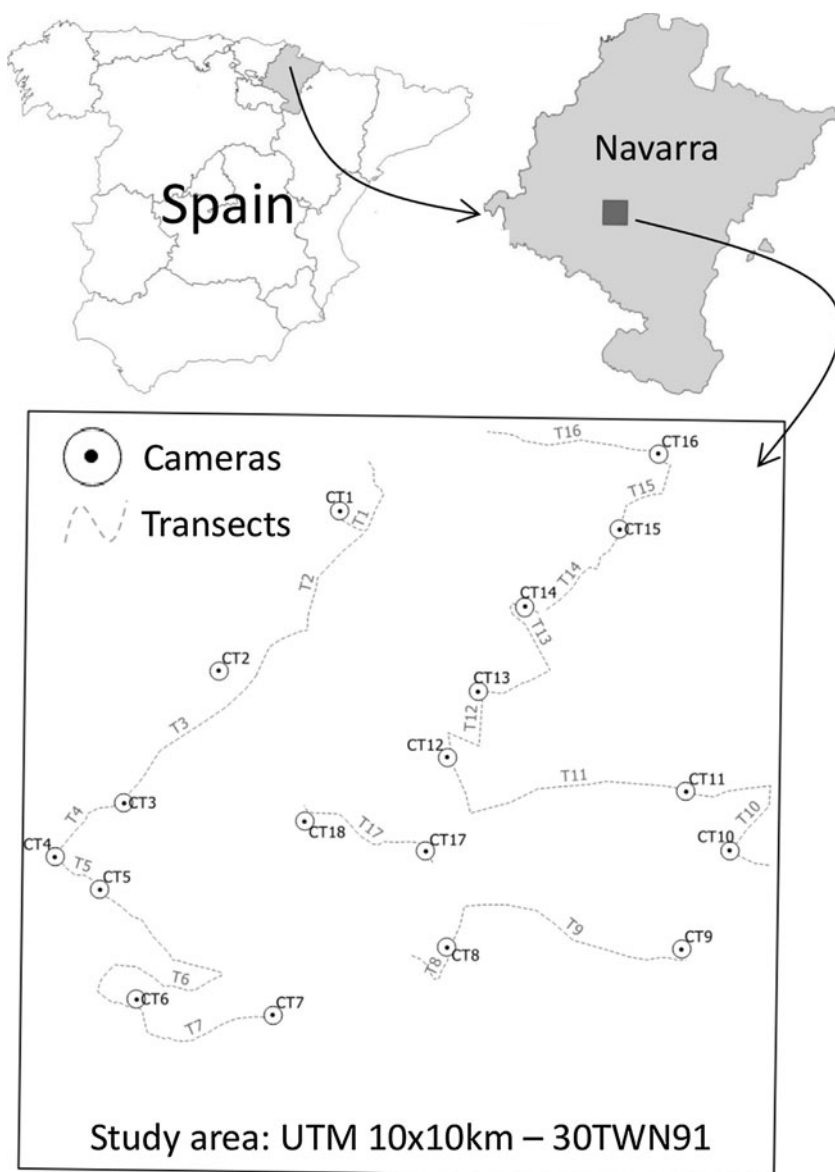 Spain
Navarra
Cameras
Transects
T16
CT16
T15
CT1
T1
CT15
T2
T14
CT14
T13
CT2
CT13
T12
T3
CT12
T11
CT11
CT3
T10
T4
CT18
T17
CT17
CT10
CT4
T5
CT5
T9
CT8
CT9
T8
T6
CT6
CT7
T7
Study area: UTM 10x10km – 30TWN91